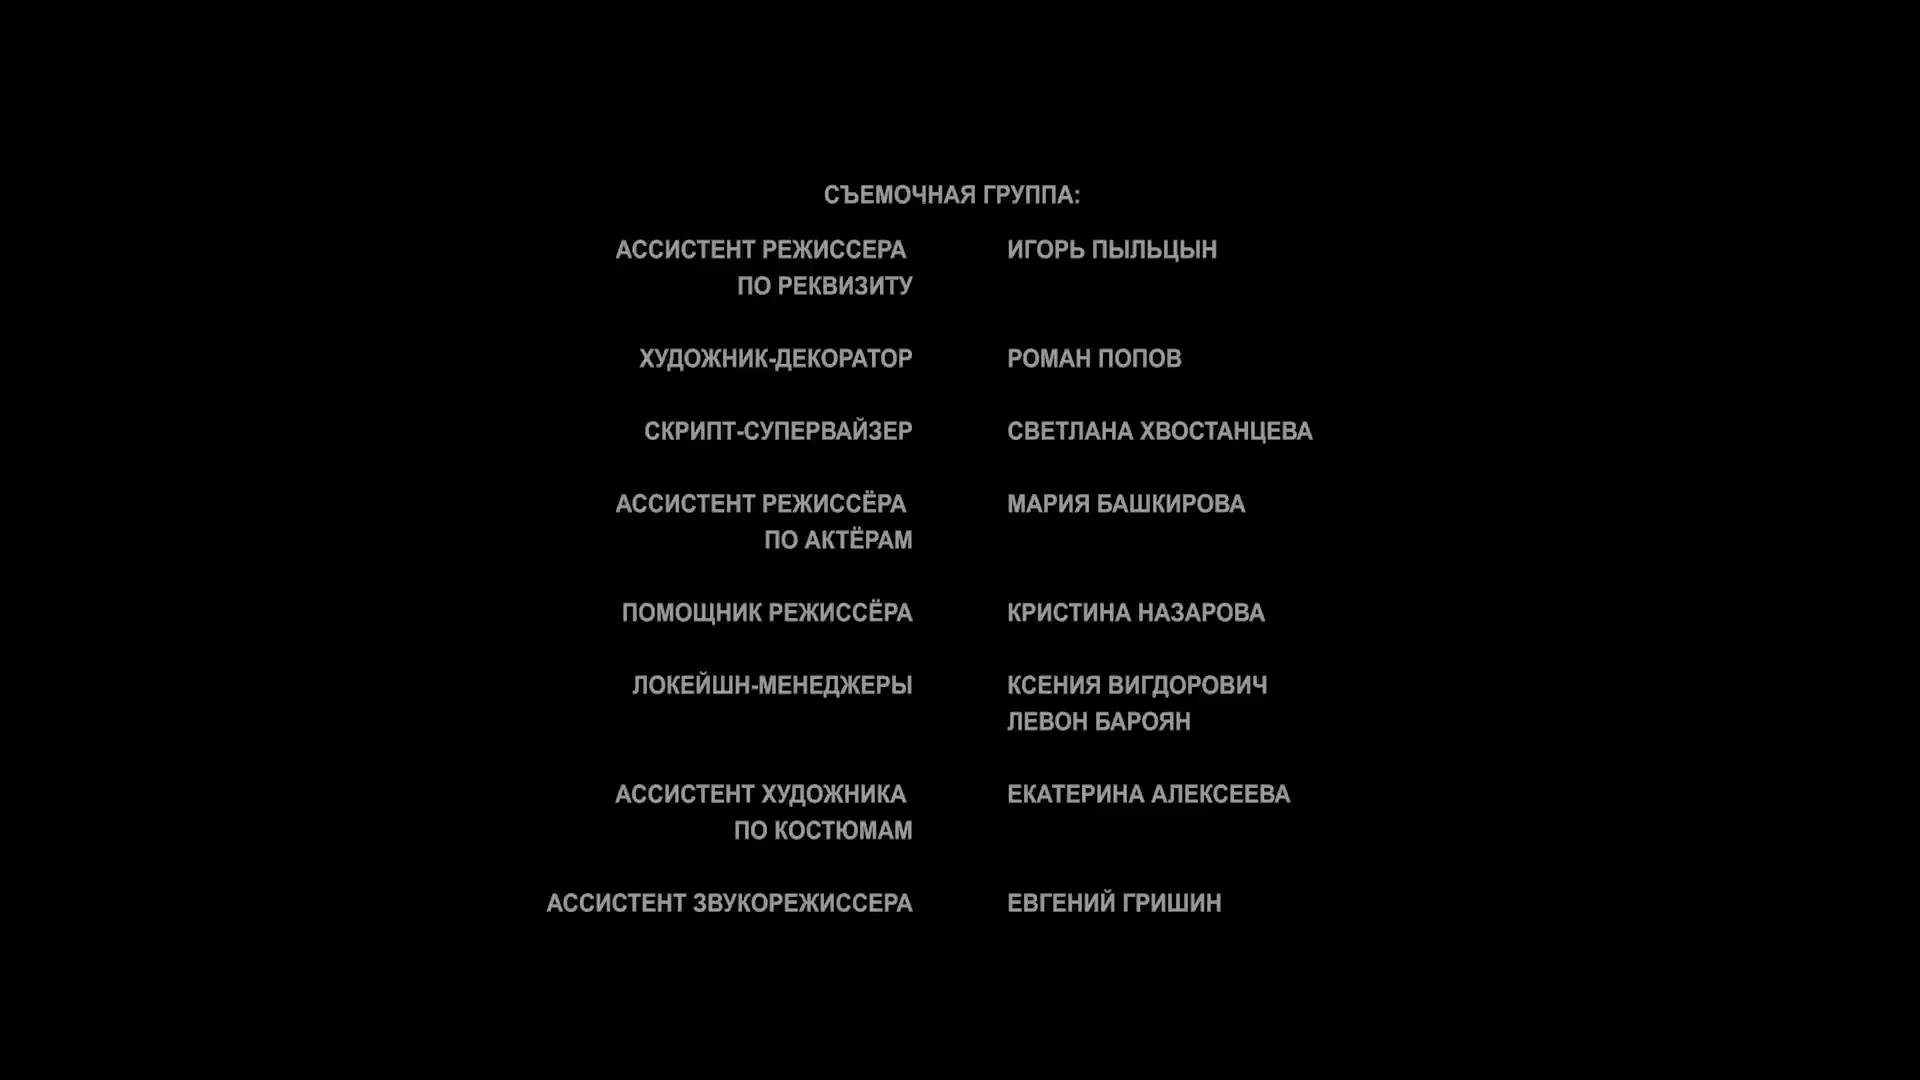 СЪЕМОЧНАЯ ГРУППА:
АССИСТЕНТ РЕЖИССЕРА ИГОРЬ ПЫЛЬЦЫН
ПО РЕКВИЗИТУ
ХУДОЖНИК-ДЕКОРАТОР РОМАН ПОПОВ
СКРИПТ-СУПЕРВАЙЗЕР СВЕТЛАНА ХВОСТАНЦЕВА
АССИСТЕНТ РЕЖИССЁРА МАРИЯ БАШКИРОВА
ПО АКТЁРАМ
ПОМОЩНИК РЕЖИССЁРА КРИСТИНА НАЗАРОВА
ЛОКЕЙШН-МЕНЕДЖЕРЫ КСЕНИЯ ВИГДОРОВИЧ
ЛЕВОН БАРОЯН
АССИСТЕНТ ХУДОЖНИКА ЕКАТЕРИНА АЛЕКСЕЕВА
ПО КОСТЮМАМ
АССИСТЕНТ ЗВУКОРЕЖИССЕРА ЕВГЕНИЙ ГРИШИН